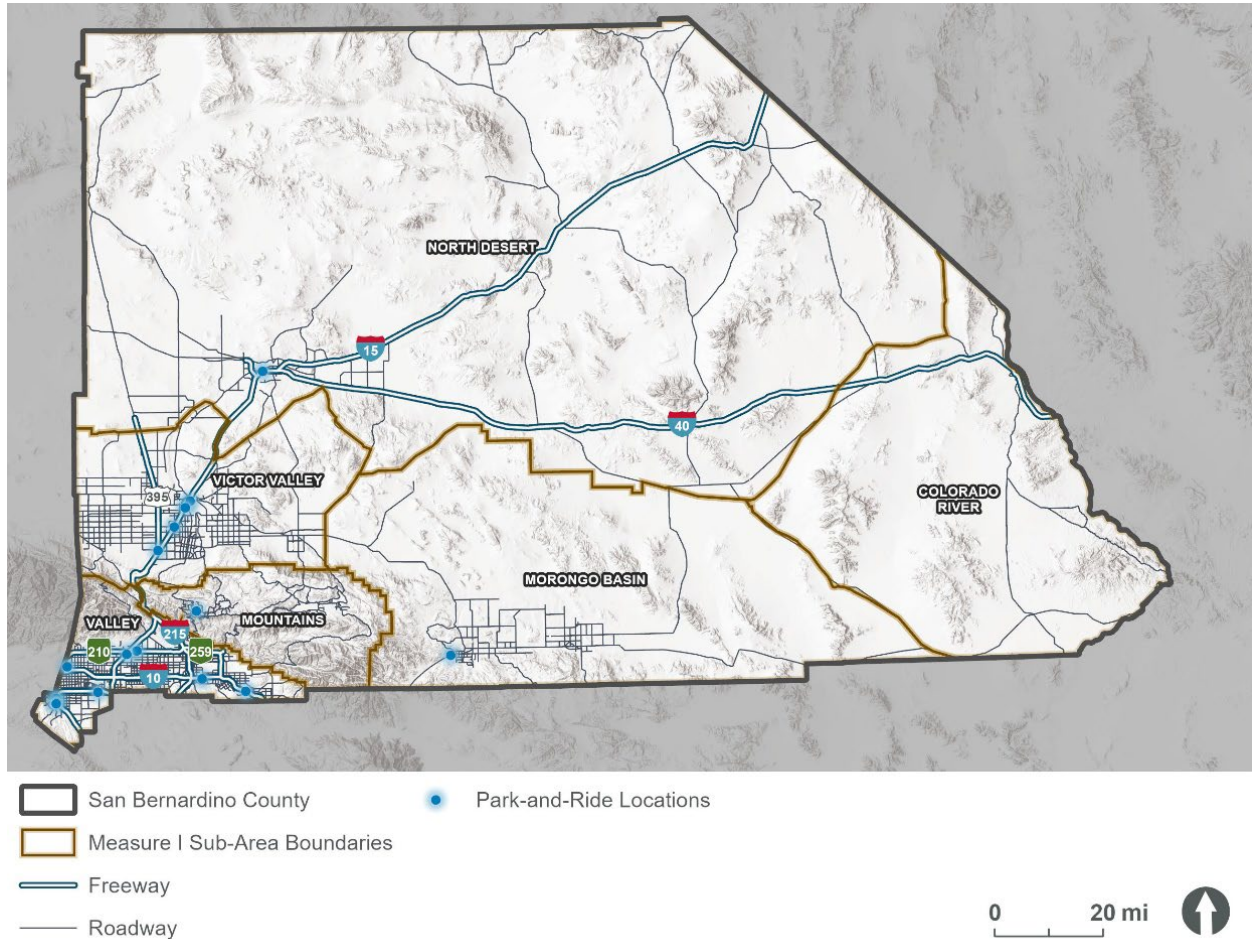 NORTH DESERT
15
40
395
VICTOR VALLEY
COLORADO
RIVER
MORONGO BASIN
VALLEY
MOUNTAINS
215
210
259
10
San Bernardino County
Park-and-Ride Locations
Measure I Sub-Area Boundaries
Freeway
Roadway
0
20 mi